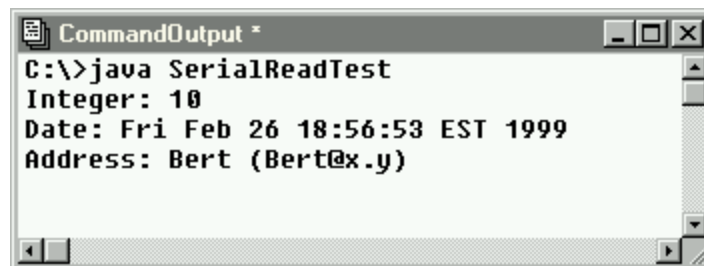 CommandOutput *
C:\>java SerialReadTest
Integer: 10
Date: Fri Feb 26 18:56:53 EST 1999
Address: Bert (Bert@x.y)